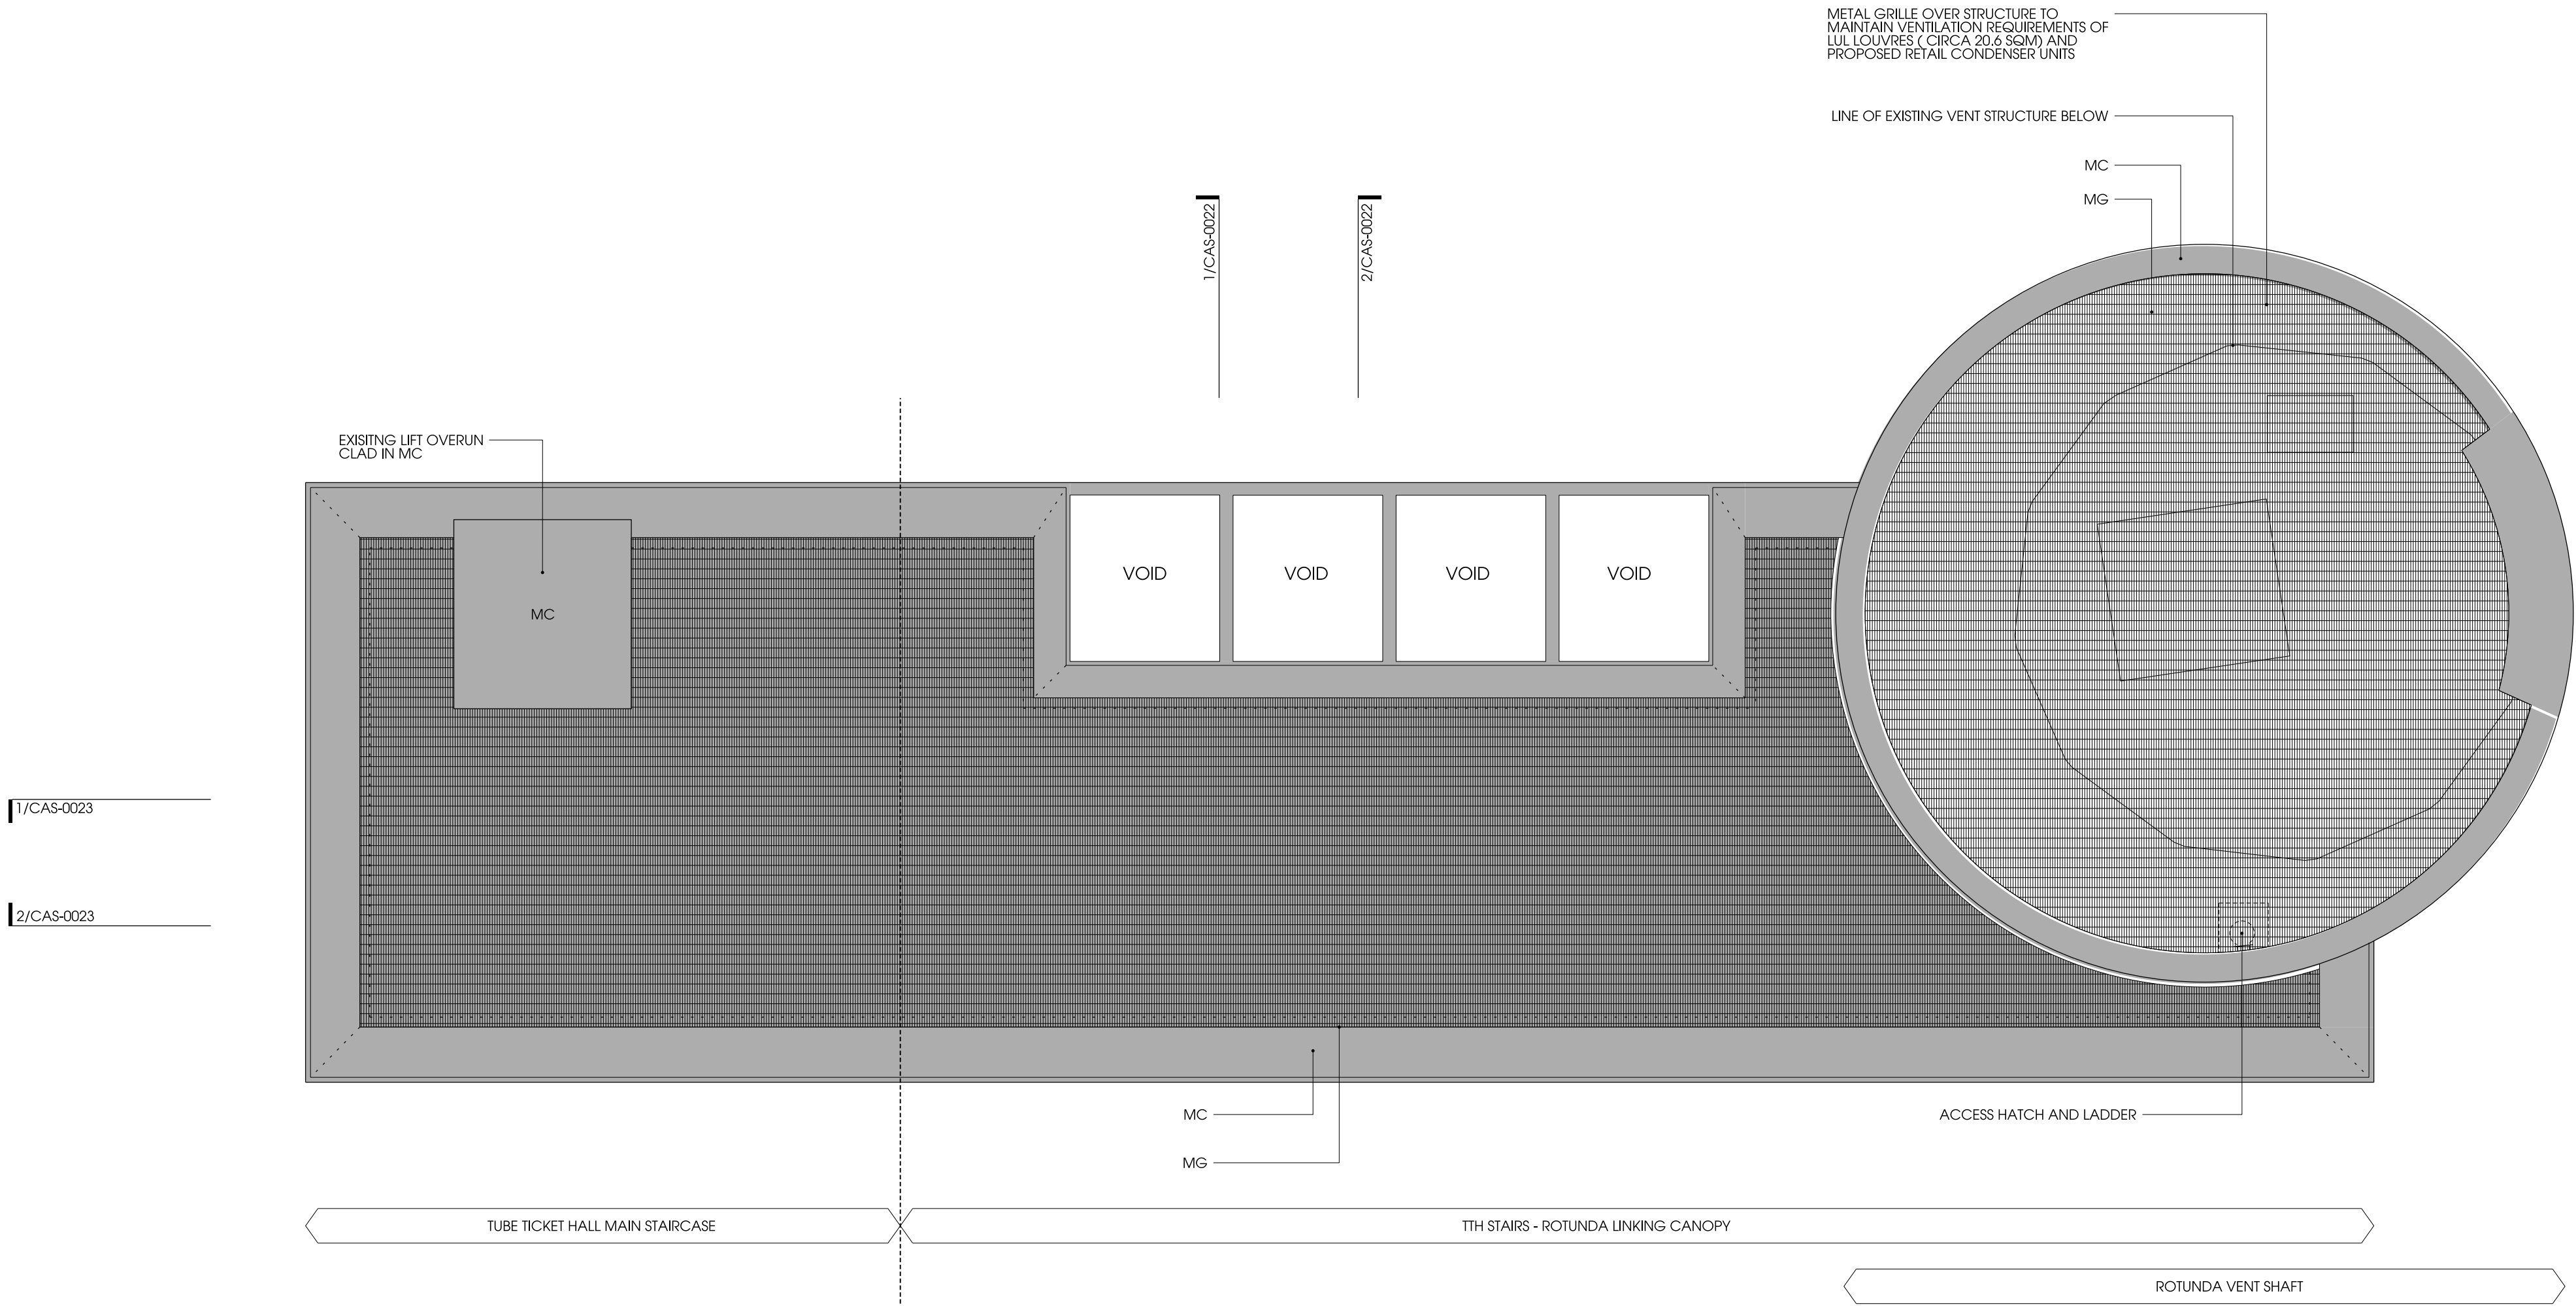 METAL GRILLE OVER STRUCTURE TO
MAINTAIN VENTILATION REQUIREMENTS OF
LUL LOUVRES ( CIRCA 20.6 SQM) AND
PROPOSED RETAIL CONDENSER UNITS
LINE OF EXISTING VENT STRUCTURE BELOW
MC
MG
1/CAS-0022
2/CAS-0022
EXISITNG LIFT OVERUN
CLAD IN MC
VOID
VOID
VOID
VOID
MC
1/CAS-0023
2/CAS-0023
MC
ACCESS HATCH AND LADDER
MG
TUBE TICKET HALL MAIN STAIRCASE
TTH STAIRS - ROTUNDA LINKING CANOPY
ROTUNDA VENT SHAFT